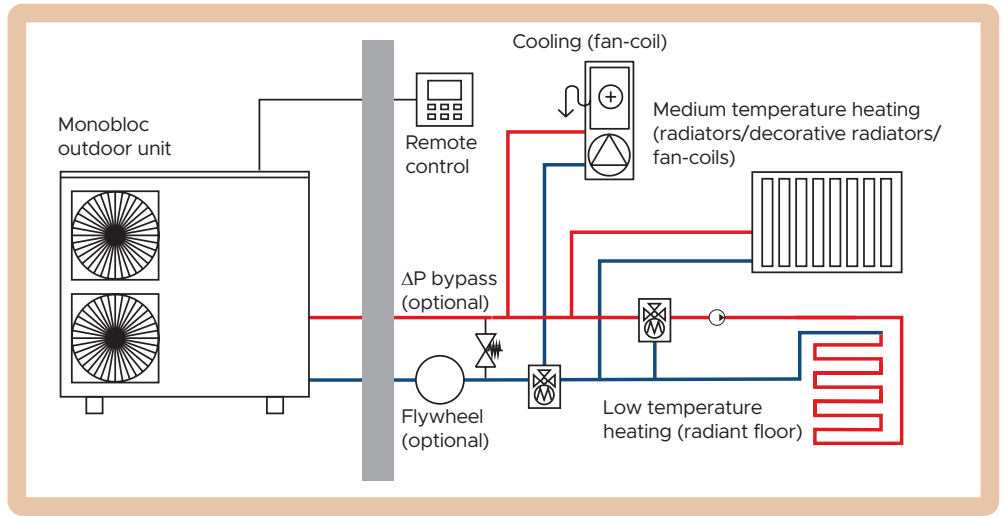 Cooling (fan-coil)
Monobloc
outdoor unit
Remote
control
Medium temperature heating
(radiators/decorative radiators/
fan-coils)
ΔP bypass
(optional)
Flywheel
(optional)
Low temperature
heating (radiant floor)